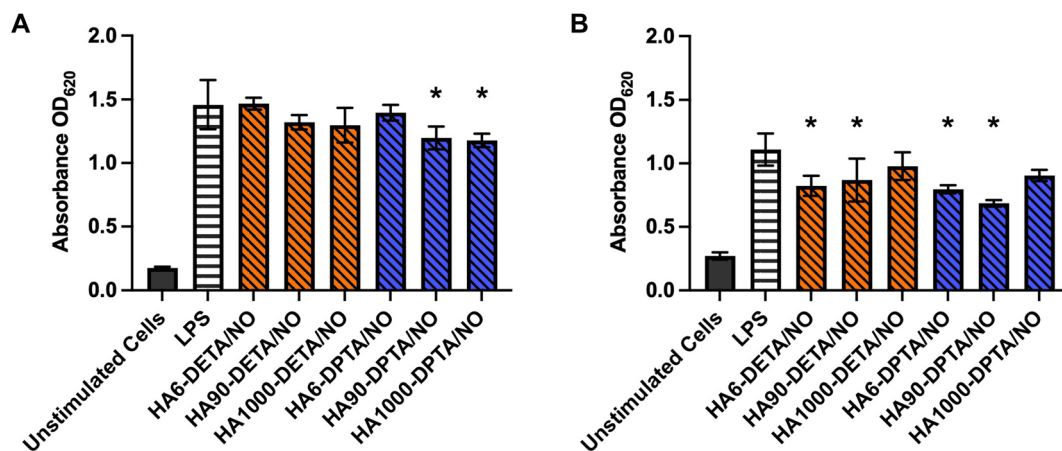 A
Absorbance OD620
2.0
1.5
1.0
0.5
0.0
* *
Unstimulated Cells
LPS
HA6-DETA/NO
HA90-DETA/NO
HA1000-DETA/NO
HA6-DPTA/NO
HA90-DPTA/NO
HA1000-DPTA/NO
B
Absorbance OD620
2.0
1.5
1.0
0.5
0.0
* * * *
Unstimulated Cells
LPS
HA6-DETA/NO
HA90-DETA/NO
HA1000-DETA/NO
HA6-DPTA/NO
HA90-DPTA/NO
HA1000-DPTA/NO